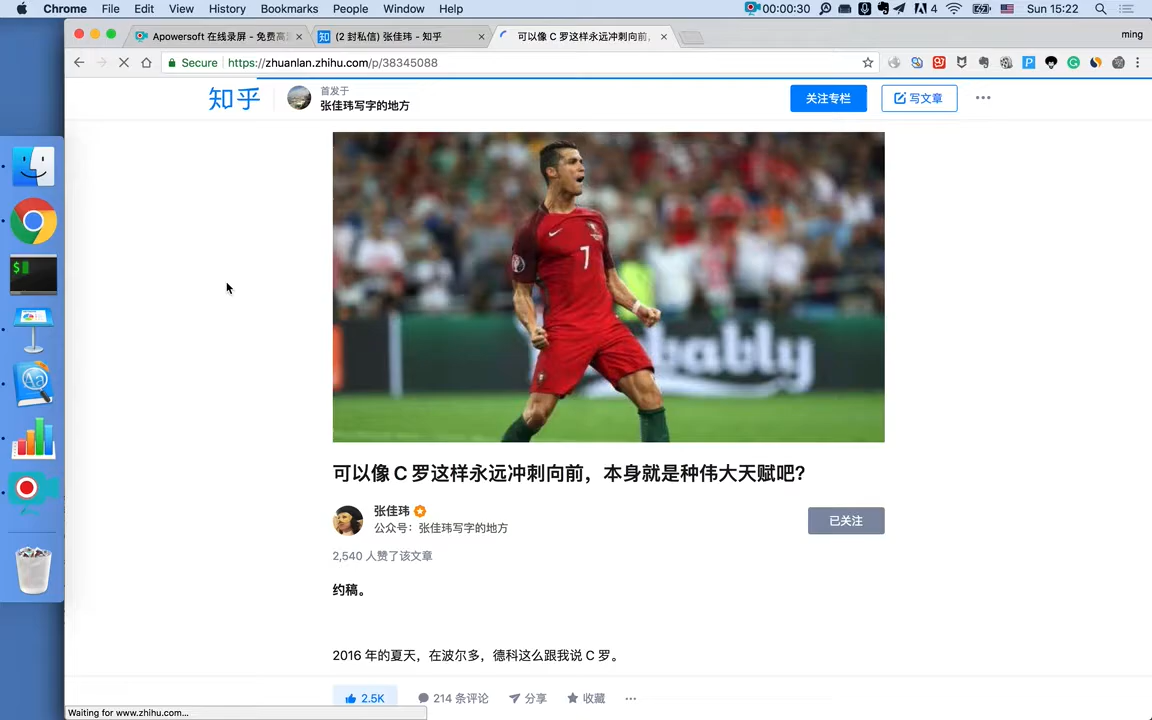 Chrome File Edit View History Bookmarks People Window Help 00:00:30 4 Sun 15:22
Apowersoft 在线录屏 - 免费高
(2 封私信) 张佳玮 - 知乎
可以像 C 罗这样永远冲刺向前,
ming
Secure https://zhuanlan.zhihu.com/p/38345088
知乎
首发于
张佳玮写字的地方
关注专栏
写文章
7
bably
可以像 C 罗这样永远冲刺向前，本身就是种伟大天赋吧？
张佳玮
公众号：张佳玮写字的地方
已关注
2,540 人赞了该文章
约稿。
2016 年的夏天，在波尔多，德科这么跟我说 C 罗。
2.5K 214 条评论 分享 收藏
Waiting for www.zhihu.com...